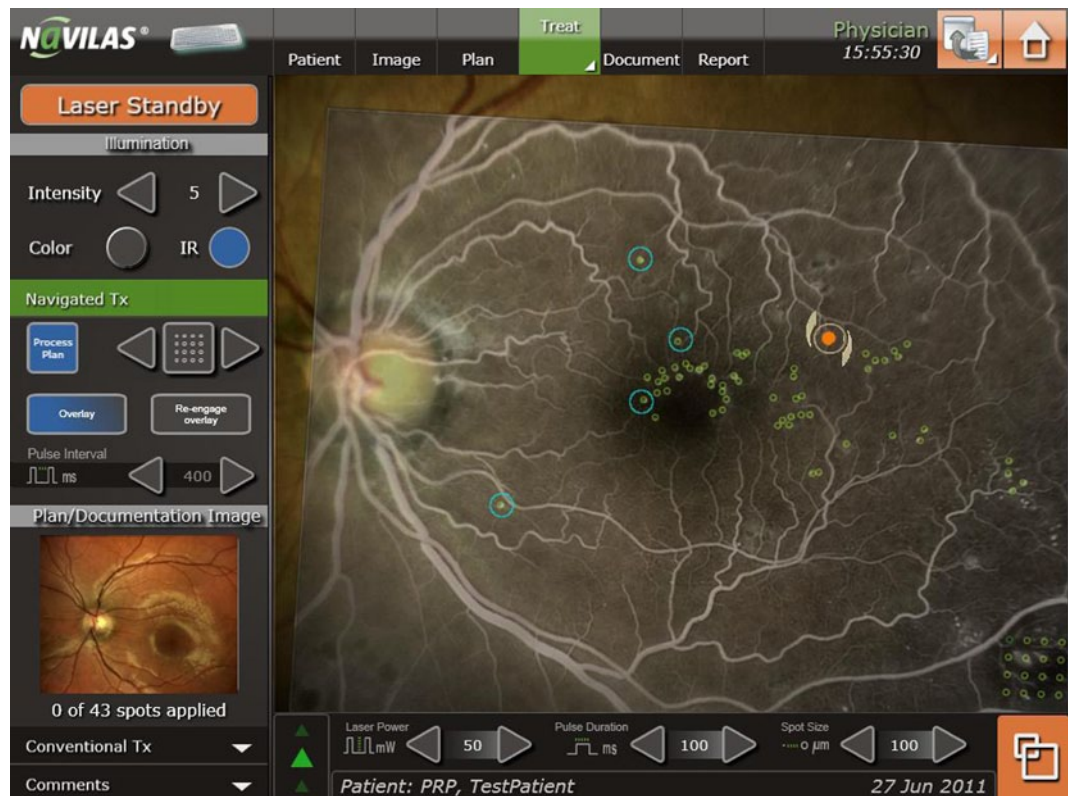 NAVILAS®
Treat
Physician
15:55:30
Patient Image Plan Document Report
Laser Standby
Illumination
Intensity 5
Color IR
Navigated Tx
Process
Plan
Overlay
Re-engage
overlay
Pulse Interval
ms 400
Plan/Documentation Image
0 of 43 spots applied
Conventional Tx
Comments
Laser Power
mW 50
Pulse Duration
ms 100
Spot Size
µm 100
Patient: PRP, TestPatient 27 Jun 2011